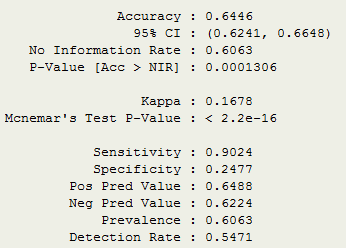 Accuracy : 0.6446
95% CI : (0.6241, 0.6648)
No Information Rate : 0.6063
P-Value [Acc > NIR] : 0.0001306
Kappa : 0.1678
Mcnemar's Test P-Value : < 2.2e-16
Sensitivity : 0.9024
Specificity : 0.2477
Pos Pred Value : 0.6488
Neg Pred Value : 0.6224
Prevalence : 0.6063
Detection Rate : 0.5471